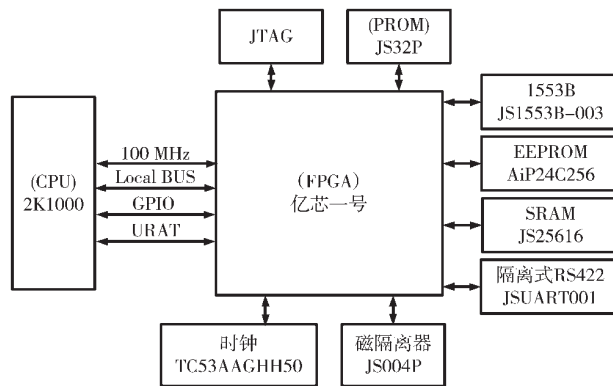 JTAG
(PROM)
JS32P
1553B
JS1553B-003
EEPROM
AiP24C256
SRAM
JS25616
隔离式RS422
JSUART001
(CPU)
2K1000
100 MHz
Local BUS
GPIO
URAT
(FPGA)
亿芯一号
时钟
TC53AAGHH50
磁隔离器
JS004P